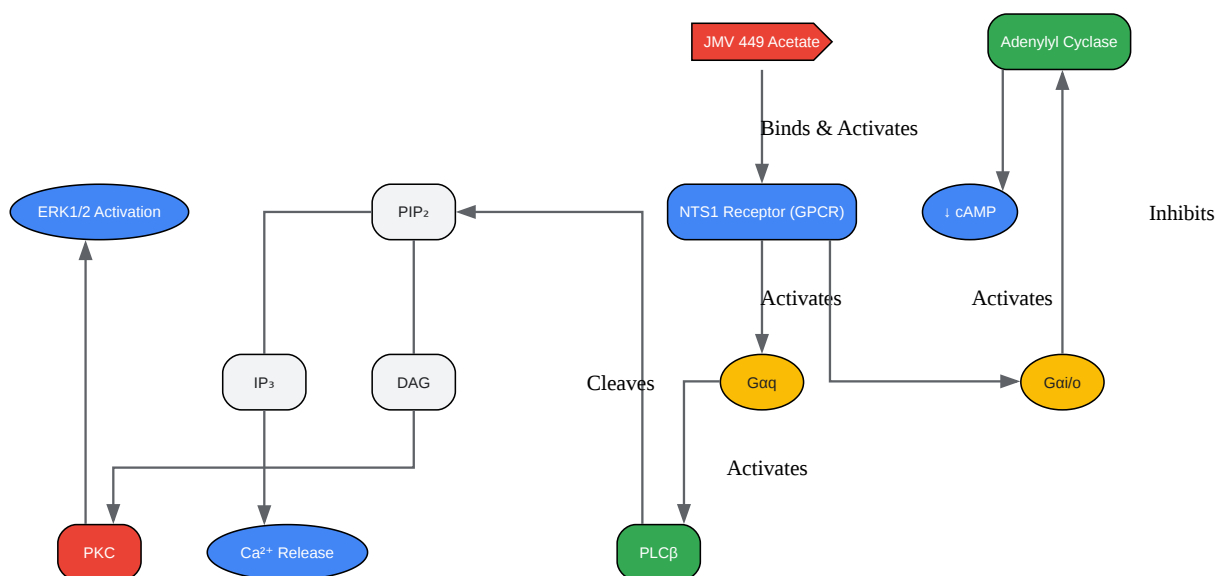 JMV 449 Acetate
Adenylyl Cyclase
Binds & Activates
ERK1/2 Activation
PIP₂
NTS1 Receptor (GPCR)
↓ cAMP
Inhibits
Activates
Activates
IP₃
DAG
Cleaves
Gαq
Gαi/o
Activates
PKC
Ca²⁺ Release
PLCβ